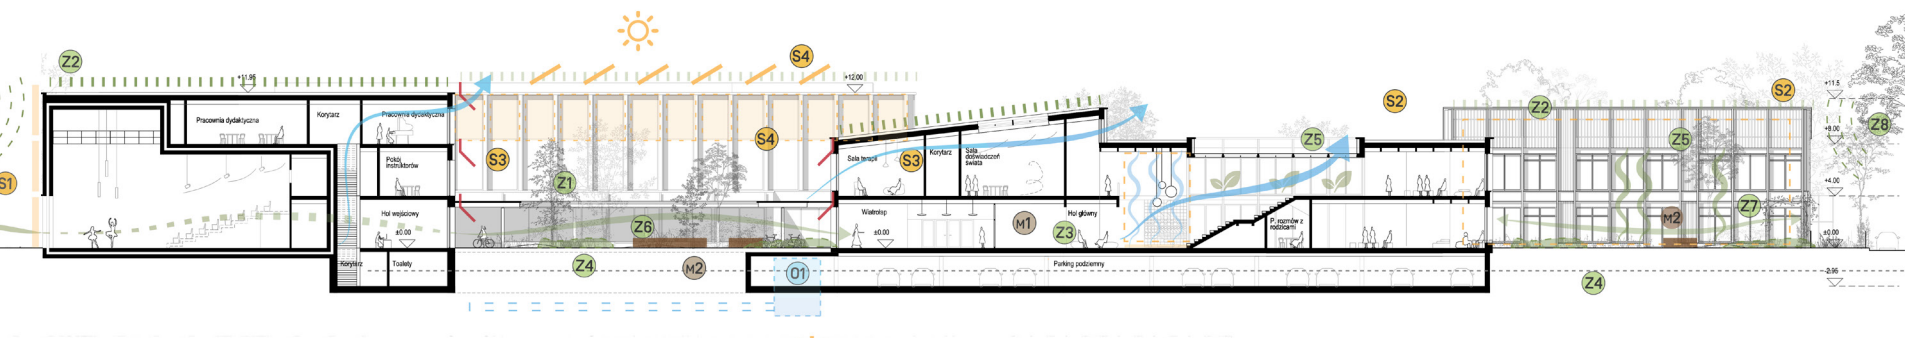 Z2
+11.95
S4
+12.00
Pracownia dydaktyczna
Korytarz
Pracownia dydaktyczna
Pokój
instruktorów
Hol wejściowy
±0.00
Korytarz
Toalety
S1
S3
S4
Z1
Z6
Z4
M2
O1
Sala terapii
S3
Korytarz
Sala
doświadczeń
świata
Wiatrołap
±0.00
M1
Hol główny
Z3
P. rozmów z
rodzicami
Parking podziemny
Z5
S2
Z2
S2
Z5
Z7
M2
Z4
Z8
+11.5
+8.00
+4.00
±0.00
-2.95